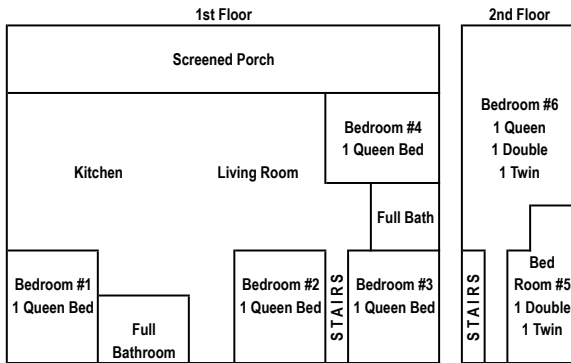 1st Floor
2nd Floor
Screened Porch
Bedroom #4
1 Queen Bed
Kitchen
Living Room
Full Bath
Bedroom #1
1 Queen Bed
Full
Bathroom
Bedroom #2
1 Queen Bed
STAIRS
Bedroom #3
1 Queen Bed
Bedroom #6
1 Queen
1 Double
1 Twin
STAIRS
Bed
Room #5
1 Double
1 Twin